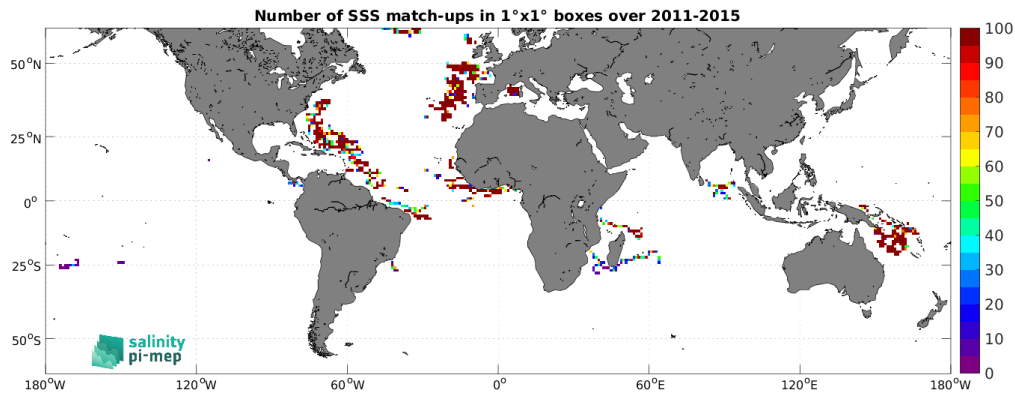 Number of SSS match-ups in 1°x1° boxes over 2011-2015
50°N
25°N
0°
25°S
50°S
180°W
120°W
60°W
0°
60°E
120°E
180°W
100
90
80
70
60
50
40
30
20
10
0
salinity
pi-mep